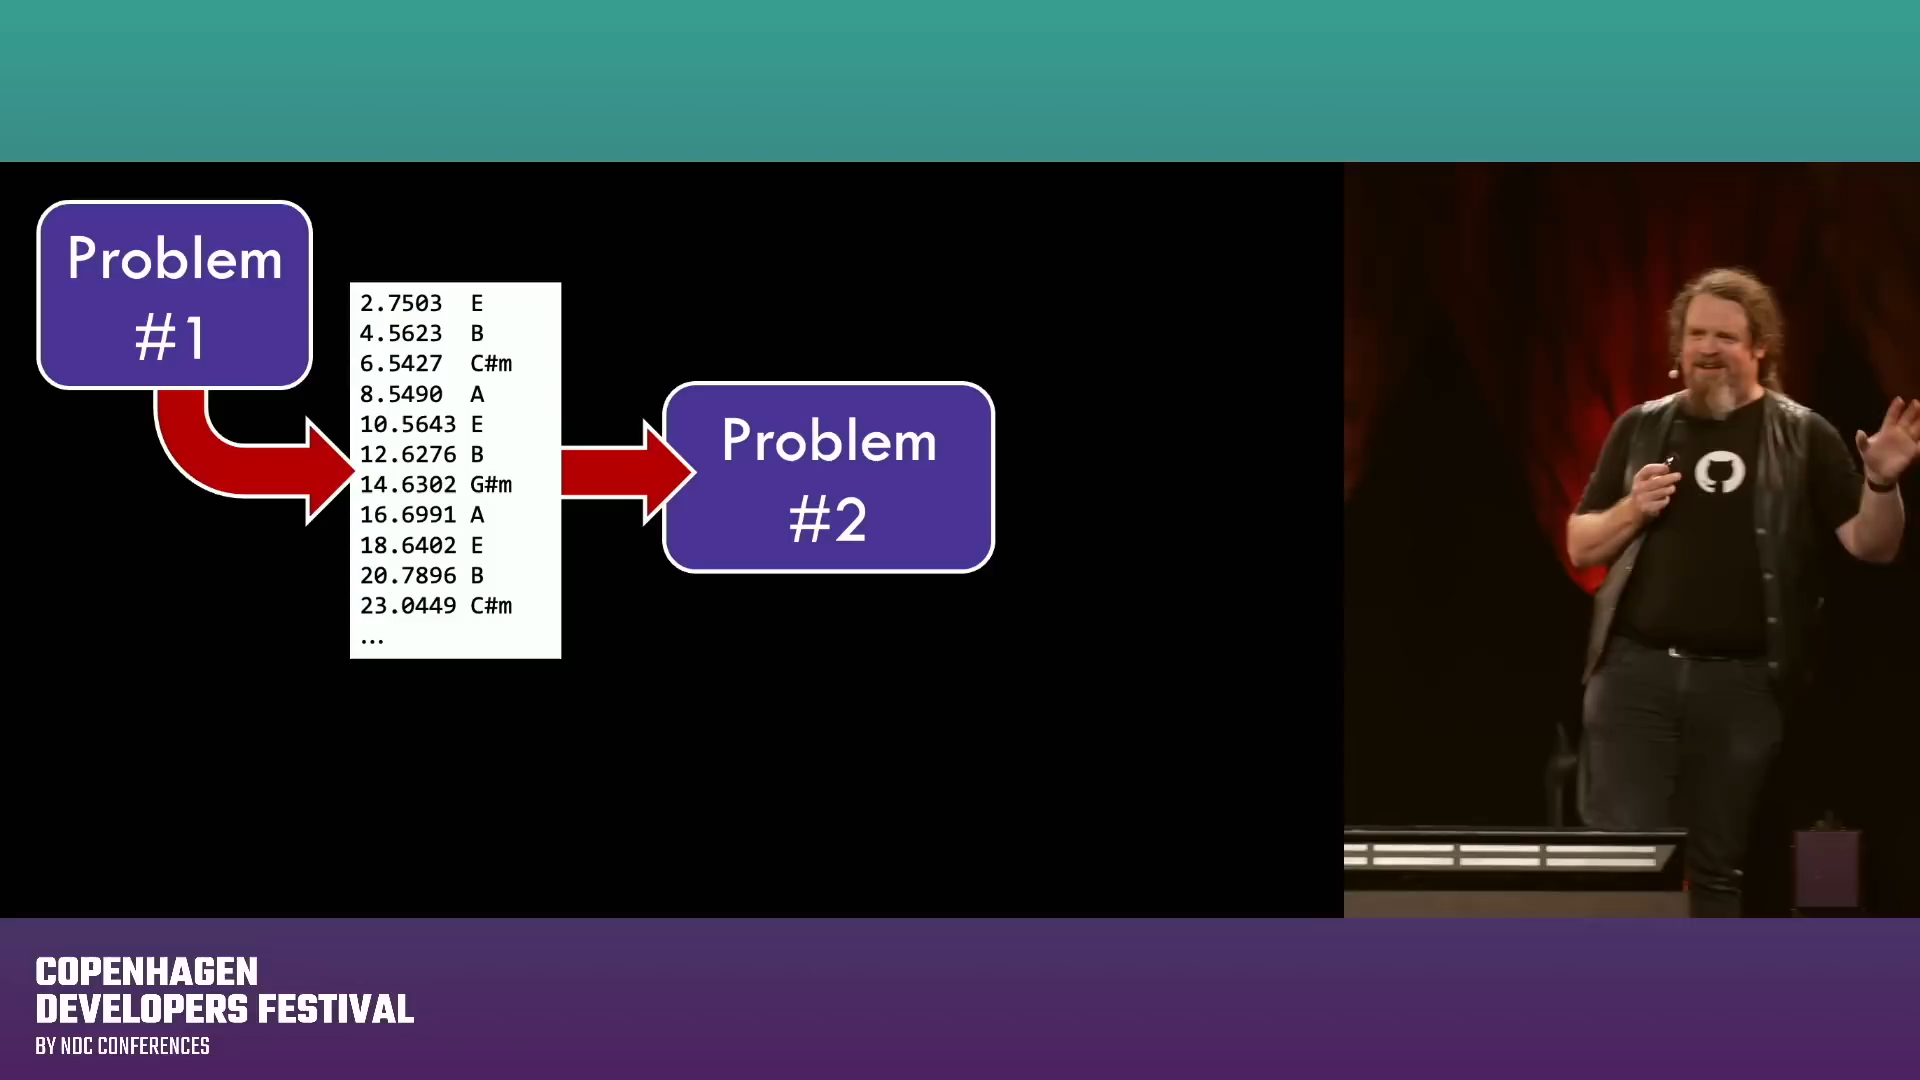 Problem
#1
2.7503 E
4.5623 B
6.5427 C#m
8.5490 A
10.5643 E
12.6276 B
14.6302 G#m
16.6991 A
18.6402 E
20.7896 B
23.0449 C#m
...
Problem
#2
COPENHAGEN
DEVELOPERS FESTIVAL
BY NDC CONFERENCES